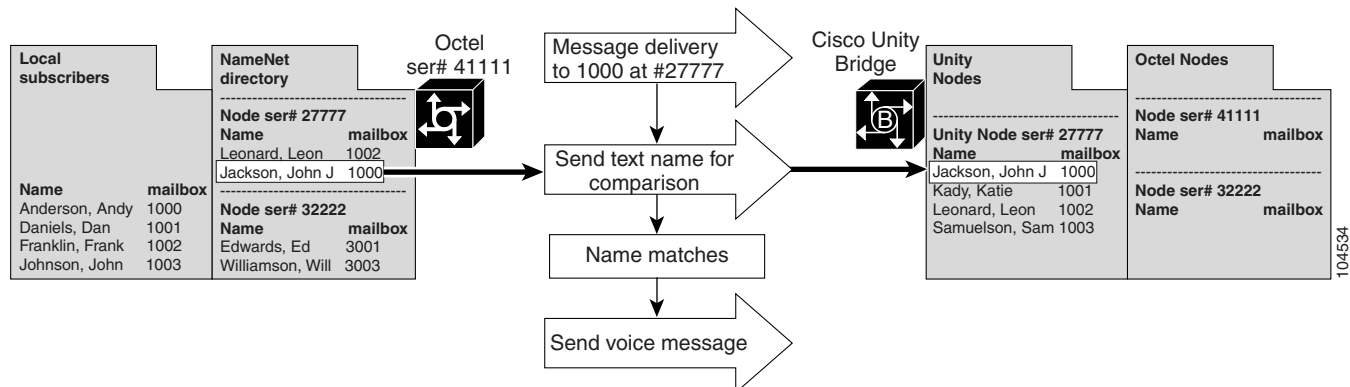 Local
subscribers
Name mailbox
Anderson, Andy 1000
Daniels, Dan 1001
Franklin, Frank 1002
Johnson, John 1003
NameNet
directory
Node ser# 27777
Name mailbox
Leonard, Leon 1002
Jackson, John J 1000
Node ser# 32222
Name mailbox
Edwards, Ed 3001
Williamson, Will 3003
Octel
ser# 41111
Message delivery
to 1000 at #27777
Send text name for
comparison
Name matches
Send voice message
Cisco Unity
Bridge
B
Unity
Nodes
Unity Node ser# 27777
Name mailbox
Jackson, John J 1000
Kady, Katie 1001
Leonard, Leon 1002
Samuelson, Sam 1003
Octel Nodes
Node ser# 41111
Name mailbox
Node ser# 32222
Name mailbox
104534